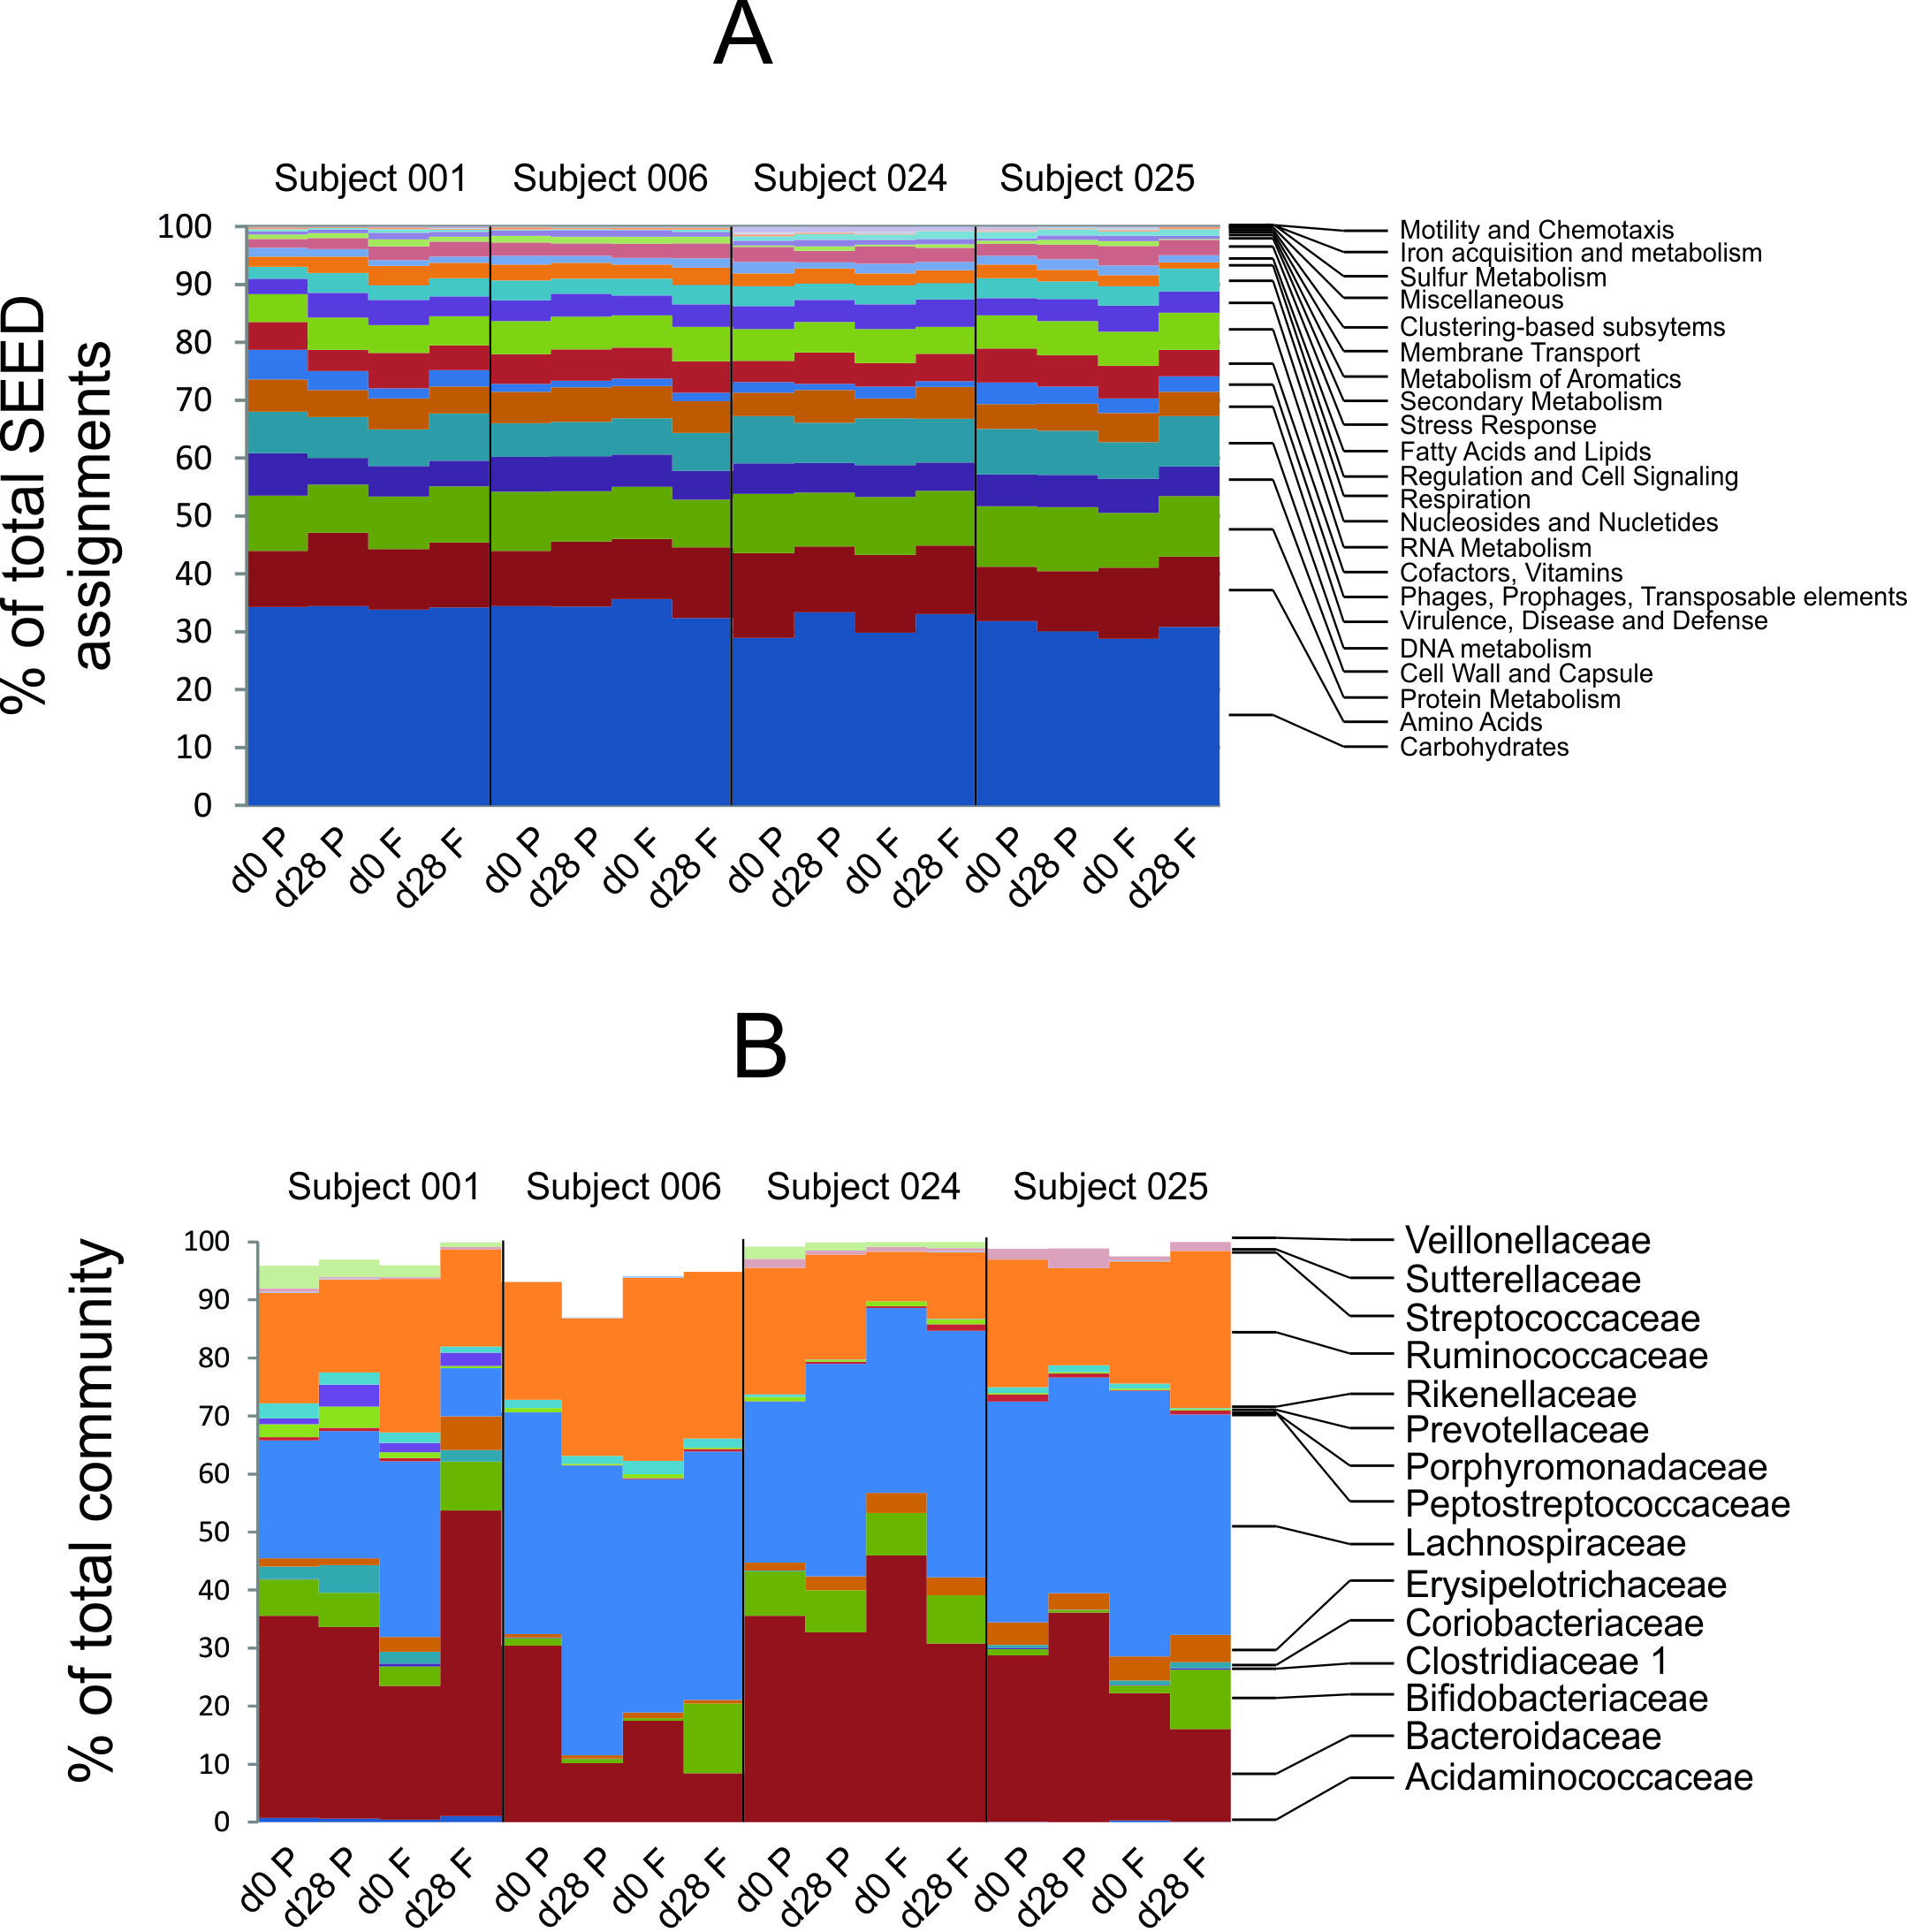 A
Subject 001 Subject 006 Subject 024 Subject 025
% of total SEED
assignments
100
90
80
70
60
50
40
30
20
10
0
Motility and Chemotaxis
Iron acquisition and metabolism
Sulfur Metabolism
Miscellaneous
Clustering-based subsytems
Membrane Transport
Metabolism of Aromatics
Secondary Metabolism
Stress Response
Fatty Acids and Lipids
Regulation and Cell Signaling
Respiration
Nucleosides and Nucletides
RNA Metabolism
Cofactors, Vitamins
Phages, Prophages, Transposable elements
Virulence, Disease and Defense
DNA metabolism
Cell Wall and Capsule
Protein Metabolism
Amino Acids
Carbohydrates
d0 P d28 P d0 F d28 F d0 P d28 P d0 F d28 F d0 P d28 P d0 F d28 F d0 P d28 P d0 F d28 F
B
Subject 001 Subject 006 Subject 024 Subject 025
% of total community
100
90
80
70
60
50
40
30
20
10
0
Veillonellaceae
Sutterellaceae
Streptococcaceae
Ruminococcaceae
Rikenellaceae
Prevotellaceae
Porphyromonadaceae
Peptostreptococcaceae
Lachnospiraceae
Erysipelotrichaceae
Coriobacteriaceae
Clostridiaceae 1
Bifidobacteriaceae
Bacteroidaceae
Acidaminococcaceae
d0 P d28 P d0 F d28 F d0 P d28 P d0 F d28 F d0 P d28 P d0 F d28 F d0 P d28 P d0 F d28 F